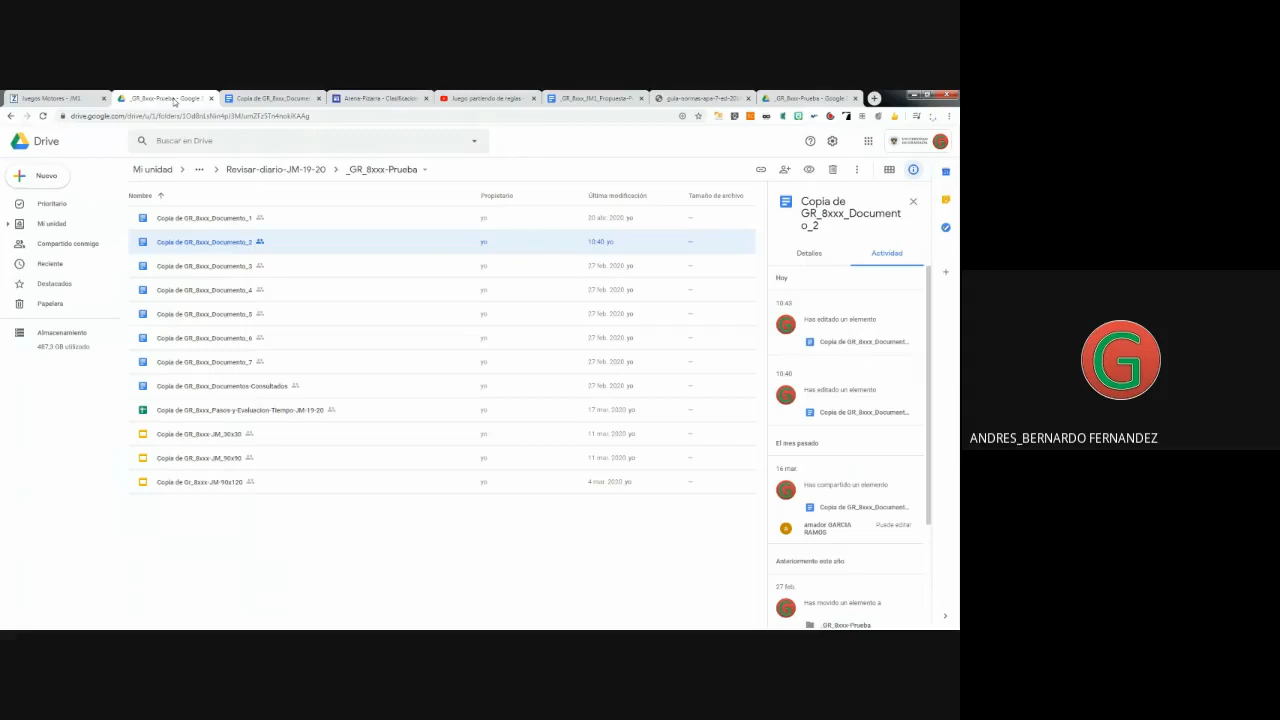 Juegos Motores - JM1
_GR_8xxx-Prueba - Google
Copia de GR_8xxx_Documen
Arena-Pizarra - Clasificacion
Juego partiendo de reglas -
guia-normas-apa-7-ed-20
_GR_8xxx-Prueba - Google
Drive
Buscar en Drive
Nuevo
Mi unidad
Revisar-diario-JM-19-20
_GR_8xxx-Prueba
Prioritario
Mi unidad
Compartido conmigo
Reciente
Destacados
Papelera
Almacenamiento
487,3 GB utilizado
Nombre Propietario Última modificación Tamaño de archivo
Copia de GR_8xxx_Documento_1 yo 20 abr. 2020 yo —
Copia de GR_8xxx_Documento_2 yo 10:40 yo —
Copia de GR_8xxx_Documento_3 yo 27 feb. 2020 yo —
Copia de GR_8xxx_Documento_4 yo 27 feb. 2020 yo —
Copia de GR_8xxx_Documento_5 yo 27 feb. 2020 yo —
Copia de GR_8xxx_Documento_6 yo 27 feb. 2020 yo —
Copia de GR_8xxx_Documento_7 yo 27 feb. 2020 yo —
Copia de GR_8xxx_Documentos-Consultados yo 27 feb. 2020 yo —
Copia de GR_8xxx_Pasos-y-Evaluacion-Tiempo-JM-19-20 yo 17 mar. 2020 yo —
Copia de GR_8xxx-JM_30x30 yo 11 mar. 2020 yo —
Copia de GR_8xxx-JM_90x90 yo 11 mar. 2020 yo —
Copia de Gr_8xxx-JM-90x120 yo 4 mar. 2020 yo —
Copia de
GR_8xxx_Document
o_2
Detalles Actividad
Hoy
10:43
Has editado un elemento
Copia de GR_8xxx_Document...
10:40
Has editado un elemento
Copia de GR_8xxx_Document...
El mes pasado
16 mar.
Has compartido un elemento
Copia de GR_8xxx_Document...
amador GARCIA Puede editar
RAMOS
Anteriormente este año
27 feb.
Has movido un elemento a
_GR_8xxx-Prueba
G
ANDRES_BERNARDO FERNANDEZ